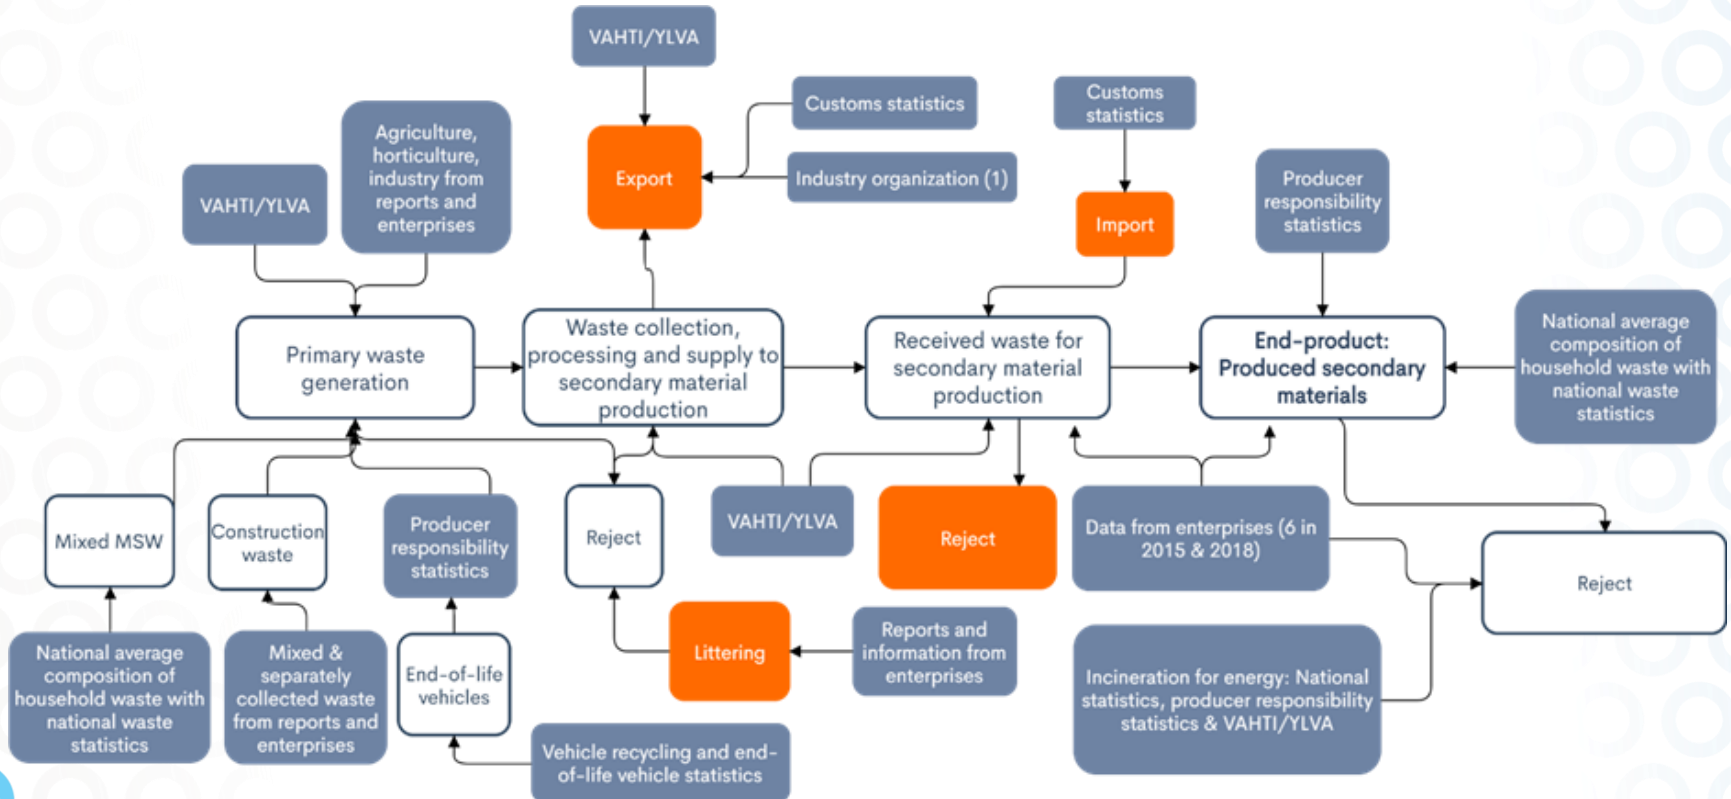 VAHTI/YLVA
Customs statistics
Industry organization (1)
Export
Customs
statistics
Import
Agriculture,
horticulture,
industry from
reports and
enterprises
VAHTI/YLVA
Producer
responsibility
statistics
Primary waste
generation
Waste collection,
processing and supply to
secondary material
production
Received waste for
secondary material
production
End-product:
Produced secondary
materials
National average
composition of
household waste with
national waste
statistics
Mixed MSW
Construction
waste
Producer
responsibility
statistics
Reject
VAHTI/YLVA
Reject
Data from enterprises (6 in
2015 & 2018)
Reject
National average
composition of
household waste with
national waste
statistics
Mixed &
separately
collected waste
from reports and
enterprises
End-of-life
vehicles
Littering
Reports and
information from
enterprises
Incineration for energy: National
statistics, producer responsibility
statistics & VAHTI/YLVA
Vehicle recycling and end-
of-life vehicle statistics